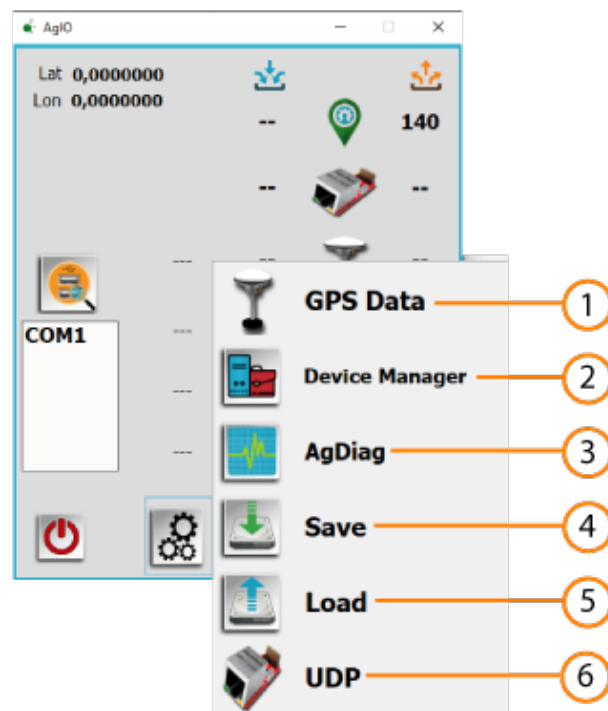 AgIO
Lat 0,0000000
Lon 0,0000000
-- 140
-- --
--- -- --
COM1
---
---
---
GPS Data 1
Device Manager 2
AgDiag 3
Save 4
Load 5
UDP 6